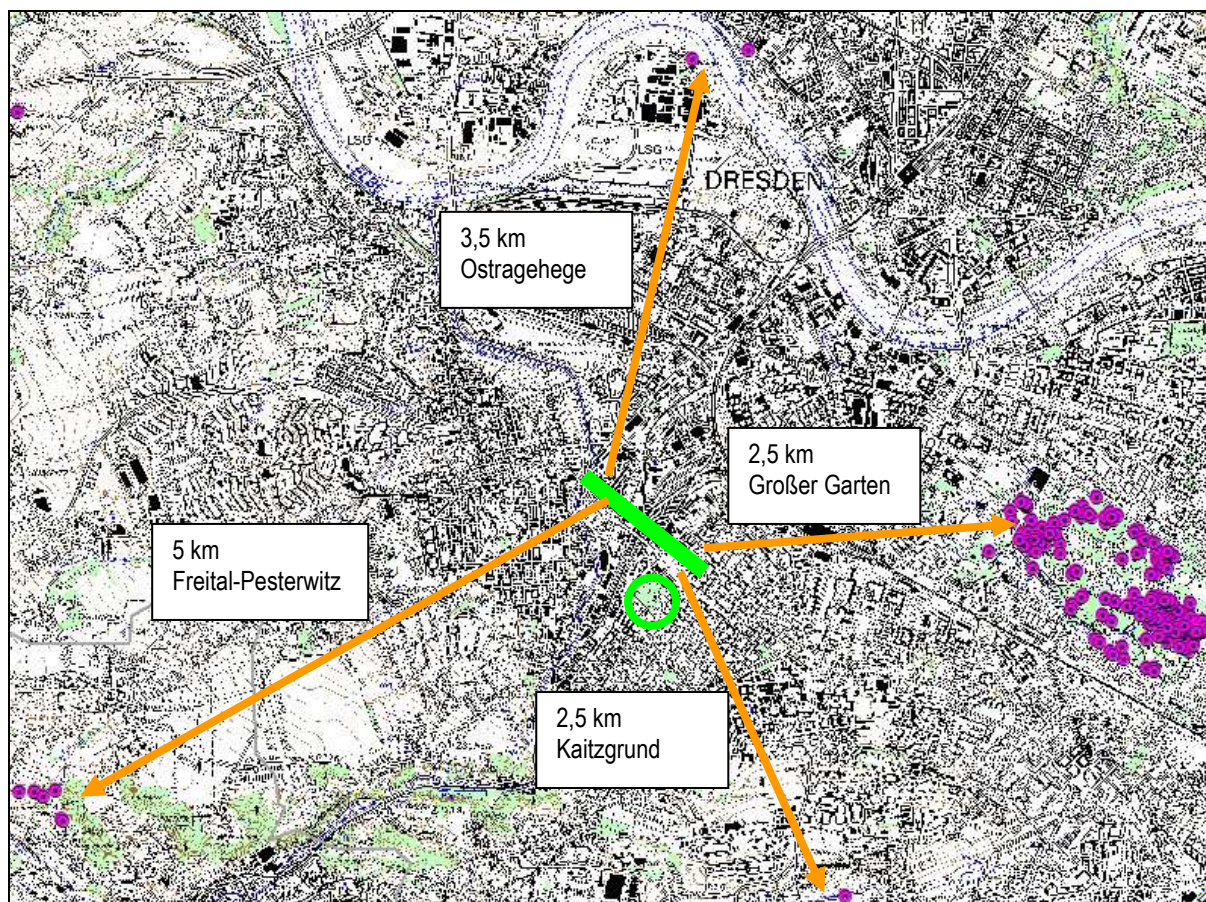 LSG
LSG
DRESDEN
3,5 km
Ostragehege
2,5 km
Großer Garten
5 km
Freital-Pesterwitz
2,5 km
Kaitzgrund